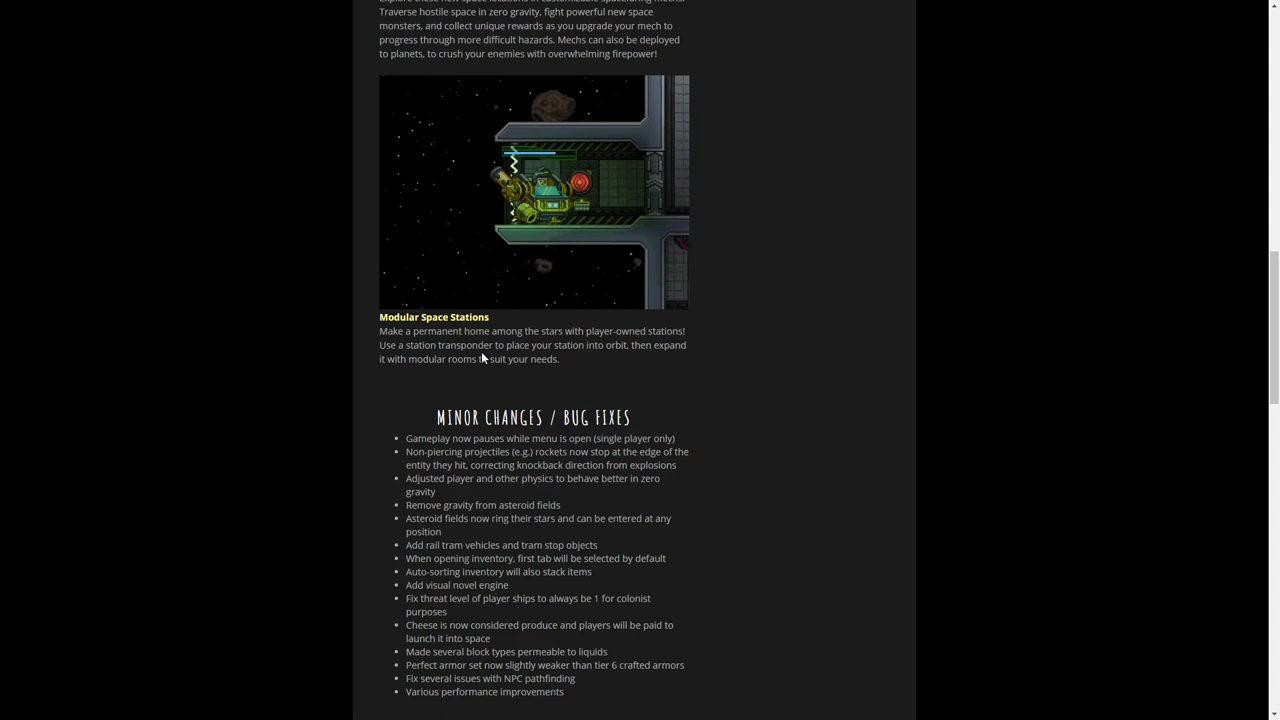 Traverse hostile space in zero gravity, fight powerful new space
monsters, and collect unique rewards as you upgrade your mech to
progress through more difficult hazards. Mechs can also be deployed
to planets, to crush your enemies with overwhelming firepower!
Modular Space Stations
Make a permanent home among the stars with player-owned stations!
Use a station transponder to place your station into orbit, then expand
it with modular rooms to suit your needs.
MINOR CHANGES / BUG FIXES
Gameplay now pauses while menu is open (single player only)
Non-piercing projectiles (e.g.) rockets now stop at the edge of the
entity they hit, correcting knockback direction from explosions
Adjusted player and other physics to behave better in zero
gravity
Remove gravity from asteroid fields
Asteroid fields now ring their stars and can be entered at any
position
Add rail tram vehicles and tram stop objects
When opening inventory, first tab will be selected by default
Auto-sorting inventory will also stack items
Add visual novel engine
Fix threat level of player ships to always be 1 for colonist
purposes
Cheese is now considered produce and players will be paid to
launch it into space
Made several block types permeable to liquids
Perfect armor set now slightly weaker than tier 6 crafted armors
Fix several issues with NPC pathfinding
Various performance improvements